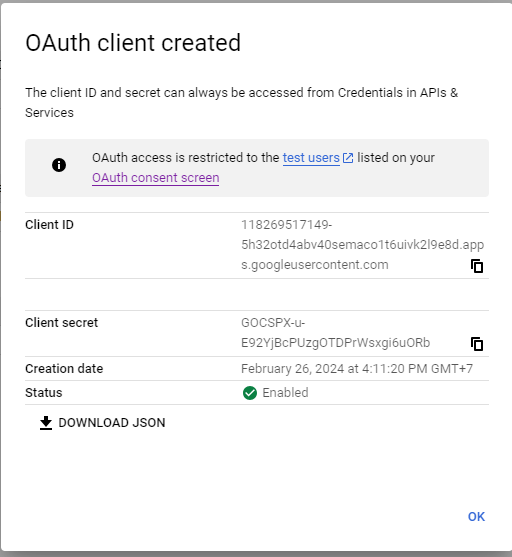 OAuth client created
The client ID and secret can always be accessed from Credentials in APIs &
Services
OAuth access is restricted to the test users listed on your
OAuth consent screen
Client ID
118269517149-
5h32otd4abv40semaco1t6uivk2l9e8d.app
s.googleusercontent.com
Client secret
GOCSPX-u-
E92YjBcPUzgOTDPrWsxgi6uORb
Creation date
February 26, 2024 at 4:11:20 PM GMT+7
Status
Enabled
DOWNLOAD JSON
OK